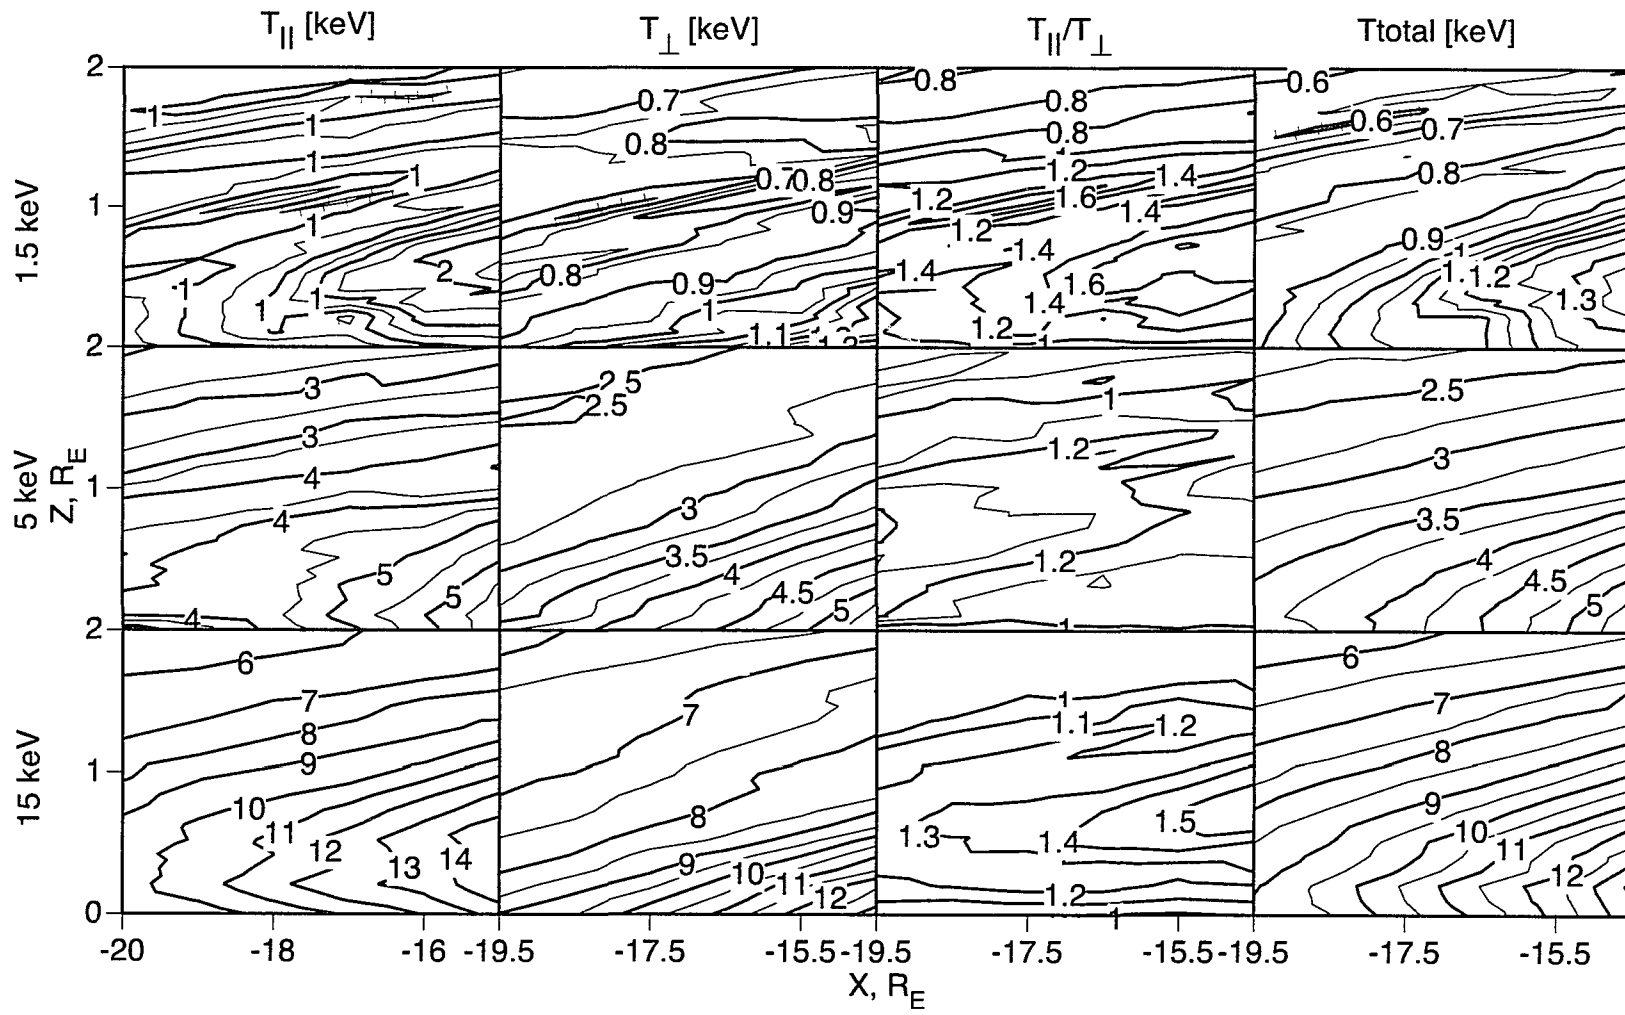 T|| [keV] T⊥ [keV] T||/T⊥ Ttotal [keV]
2
1
2
1
2
1
0
1.5 keV
5 keV
15 keV
Z, R_E
1 1 1 1 1 2 1 1 1
0.7 0.8 0.7 0.8 0.9 0.8 0.9 1 1.1
0.8 0.8 0.8 1 1.2 1.4 1.2 1.6 1.4 1.2 1.4 1.4 1.6 1.4 1.2 1
0.6 0.6 0.7 0.8 0.9 1 1.2 1.3
3 3 4 4 5 5 4
2.5 2.5 3 3.5 4 4.5 5
1 1.2 1.2 1
2.5 3 3.5 4 4.5 5
6 7 8 9 10 11 12 13 14
7 8 9 10 11 12
1 1.1 1.2 1.3 1.4 1.5 1.2 1
6 7 8 9 10 11 12
-20 -18 -16 -19.5 -17.5 -15.5 -19.5 -17.5 -15.5 -19.5 -17.5 -15.5
X, R_E